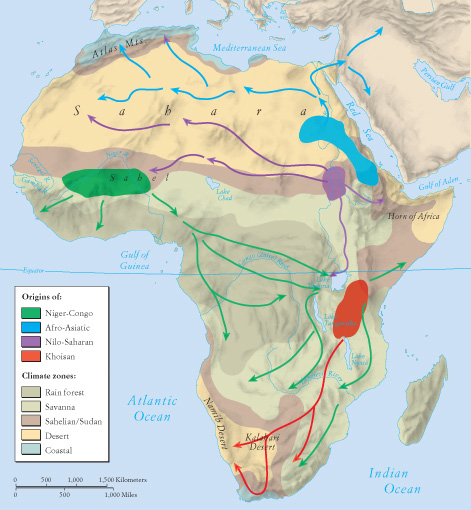 Atlas Mts
Mediterranean Sea
Persian Gulf
S a h a r a
Red Sea
S a h e l
Lake
Chad
Gulf of Aden
Horn of Africa
Gulf of
Guinea
Equator
Origins of:
Niger-Congo
Afro-Asiatic
Nilo-Saharan
Khoisan
Climate zones:
Rain forest
Savanna
Sahelian/Sudan
Desert
Coastal
Atlantic
Ocean
Namib Desert
Kalahari
Desert
Indian
Ocean
0 500 1,000 1,500 Kilometers
0 500 1,000 Miles